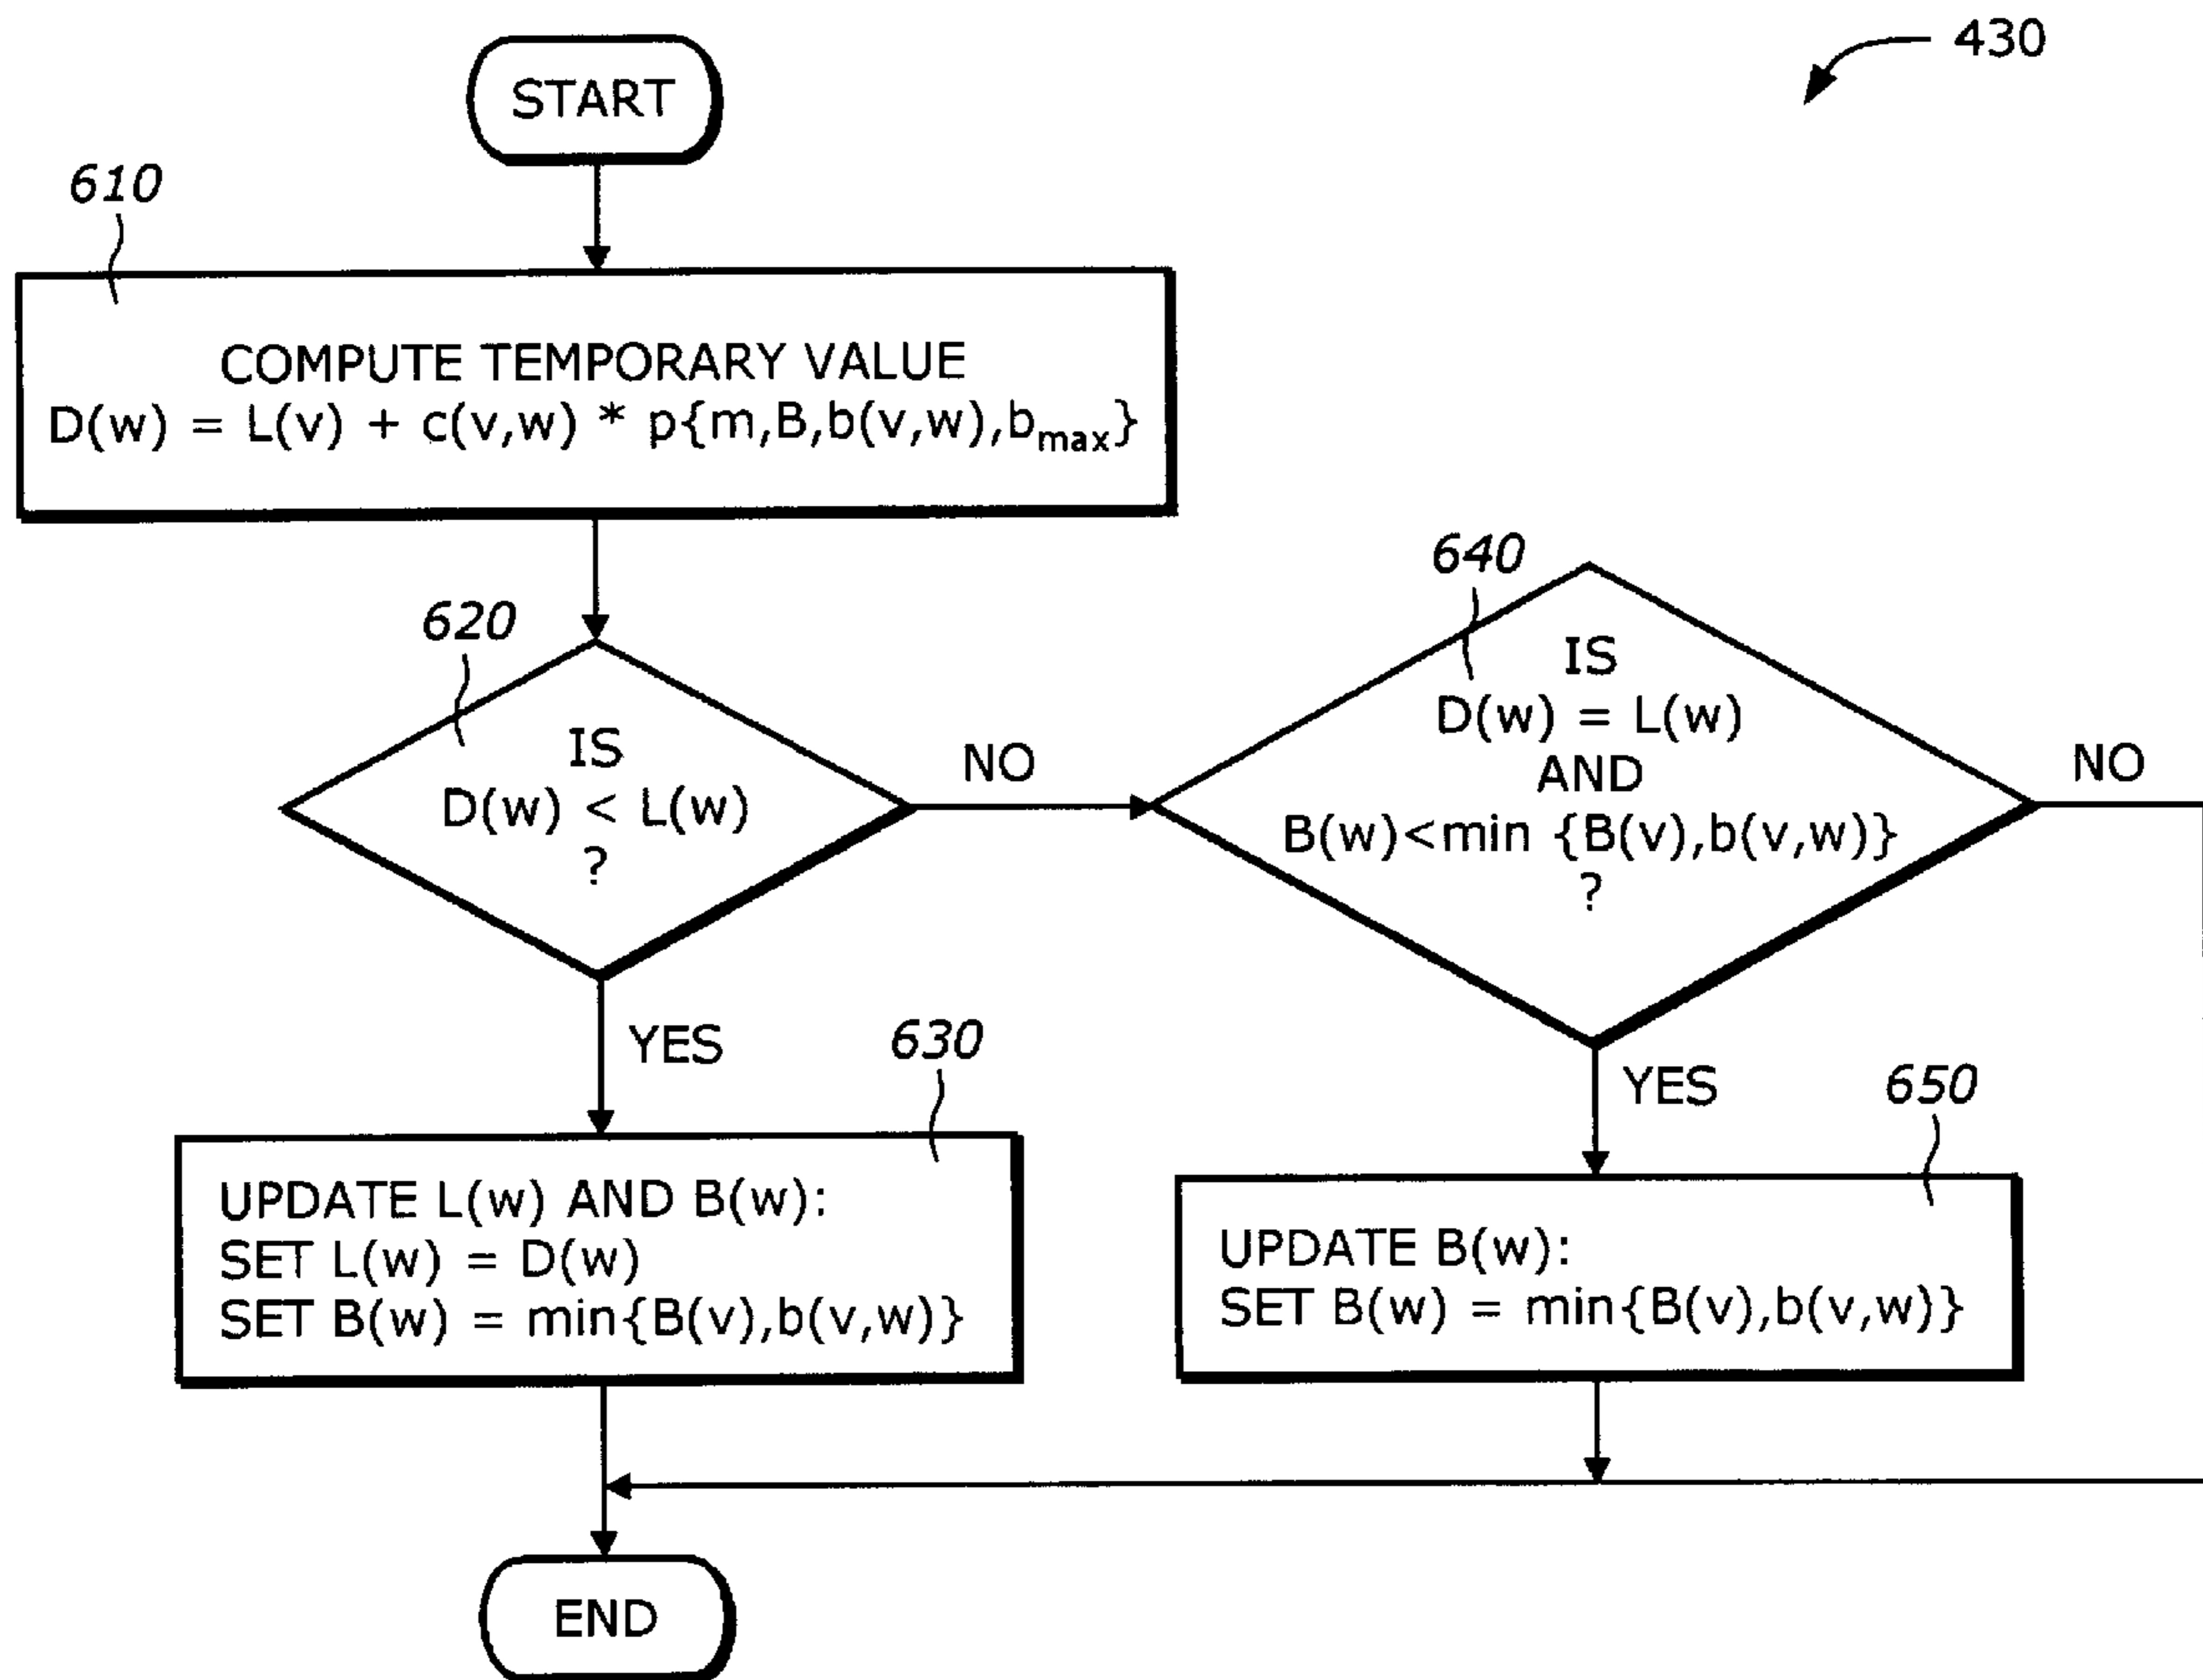 430
START
610
COMPUTE TEMPORARY VALUE
D(w) = L(v) + c(v,w) * p{m,B,b(v,w),bmax}
620
IS
D(w) < L(w)
?
NO
640
IS
D(w) = L(w)
AND
B(w)<min {B(v),b(v,w)}
?
NO
YES
630
UPDATE L(w) AND B(w):
SET L(w) = D(w)
SET B(w) = min{B(v),b(v,w)}
YES
650
UPDATE B(w):
SET B(w) = min{B(v),b(v,w)}
END